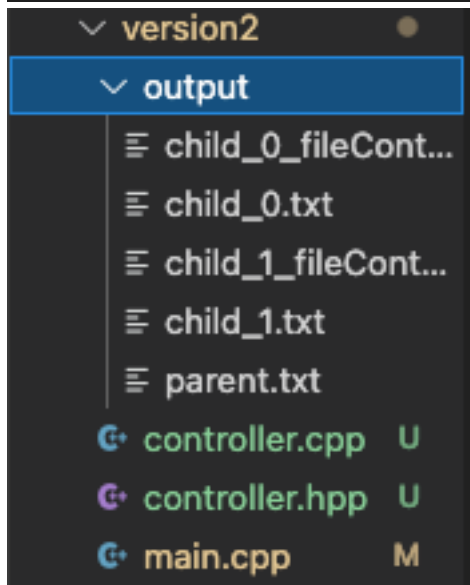 version2
output
child_0_fileCont...
child_0.txt
child_1_fileCont...
child_1.txt
parent.txt
controller.cpp U
controller.hpp U
main.cpp M